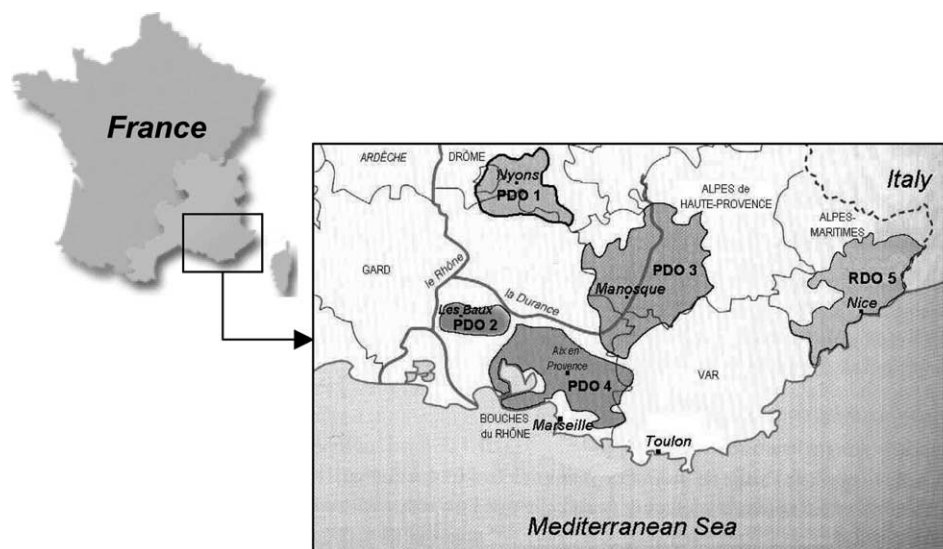 France
ARDÈCHE
DRÔME
Nyons
PDO 1
Italy
ALPES de
HAUTE-PROVENCE
ALPES-
MARITIMES
GARD
le Rhône
PDO 3
RDO 5
Manosque
la Durance
Nice
Les Baux
PDO 2
Aix en
Provence
PDO 4
VAR
BOUCHES
du RHÔNE
Marseille
Toulon
Mediterranean Sea